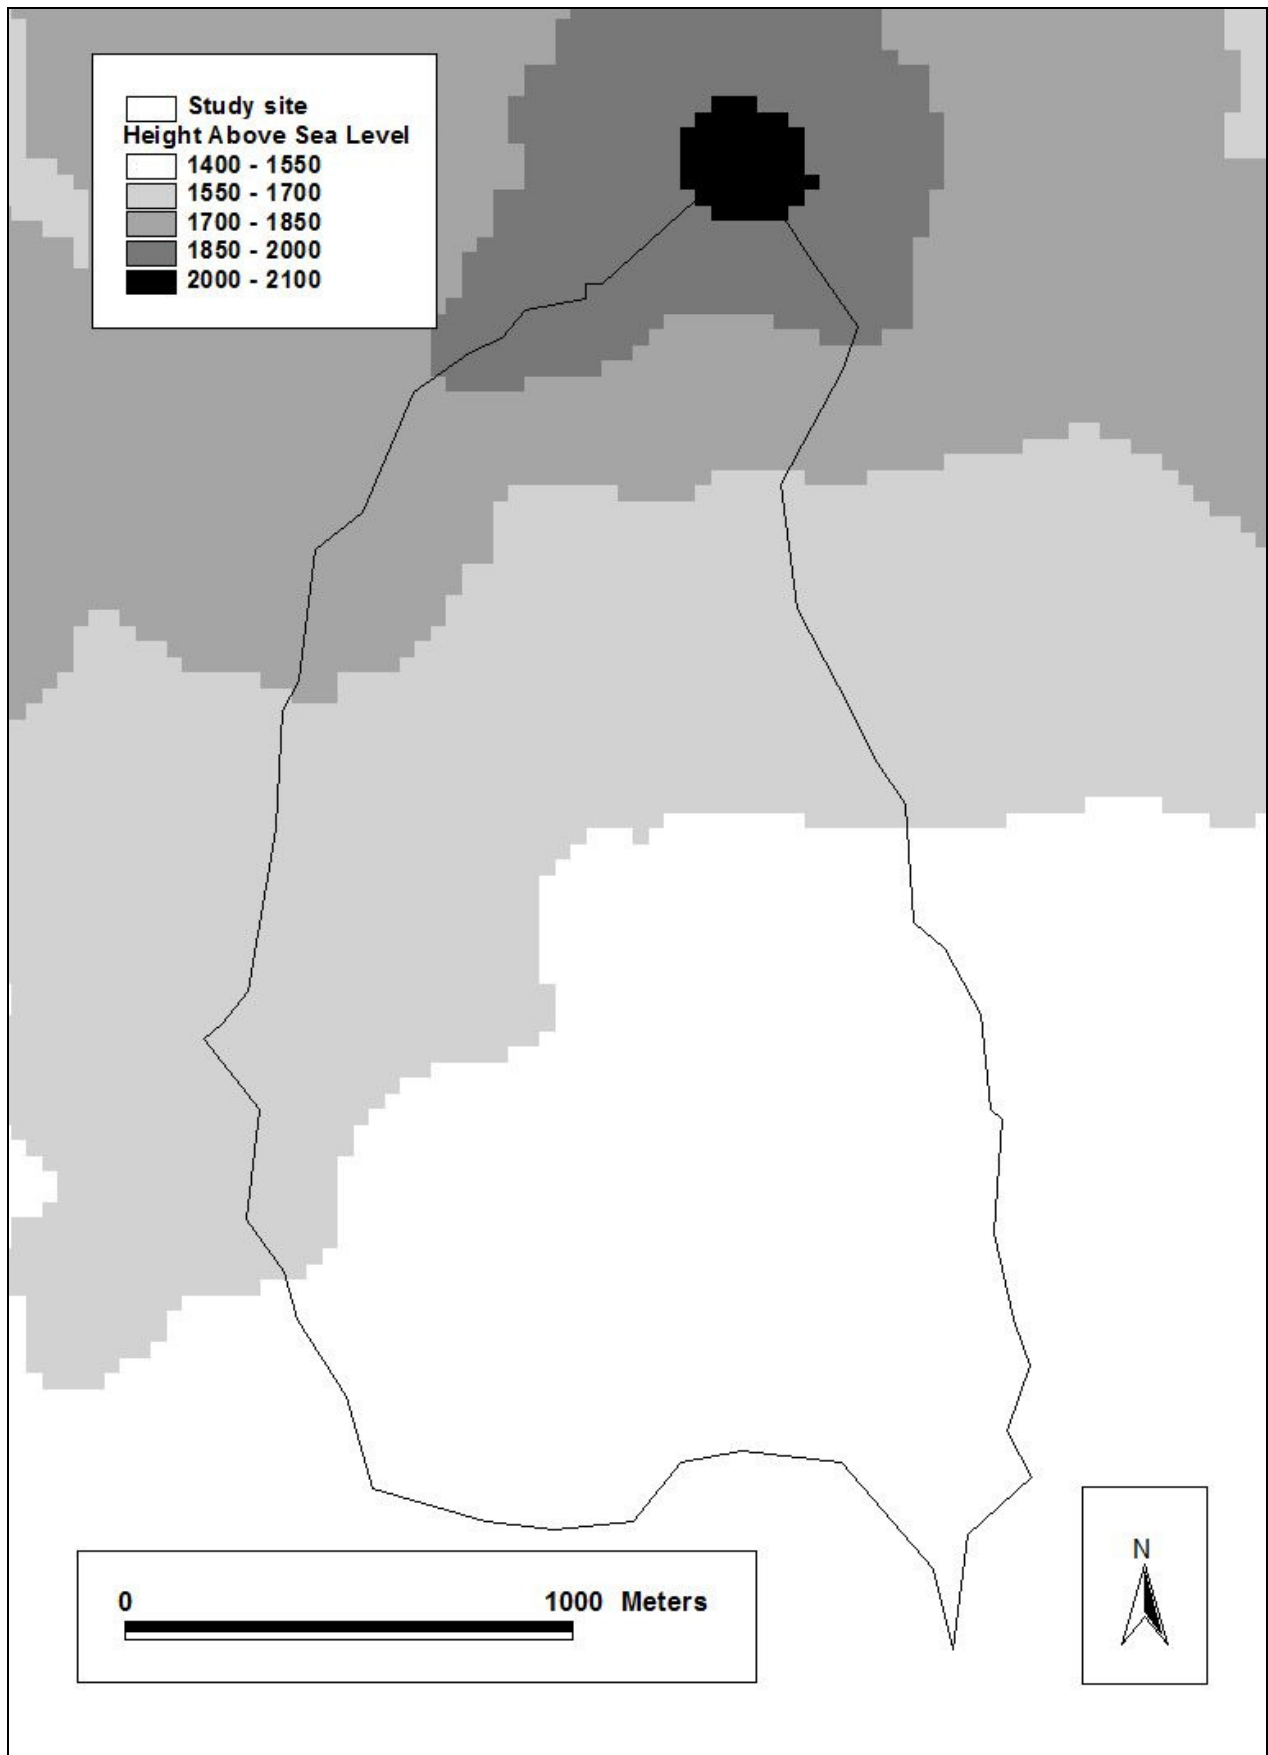 Study site
Height Above Sea Level
1400 - 1550
1550 - 1700
1700 - 1850
1850 - 2000
2000 - 2100
0 1000 Meters
N